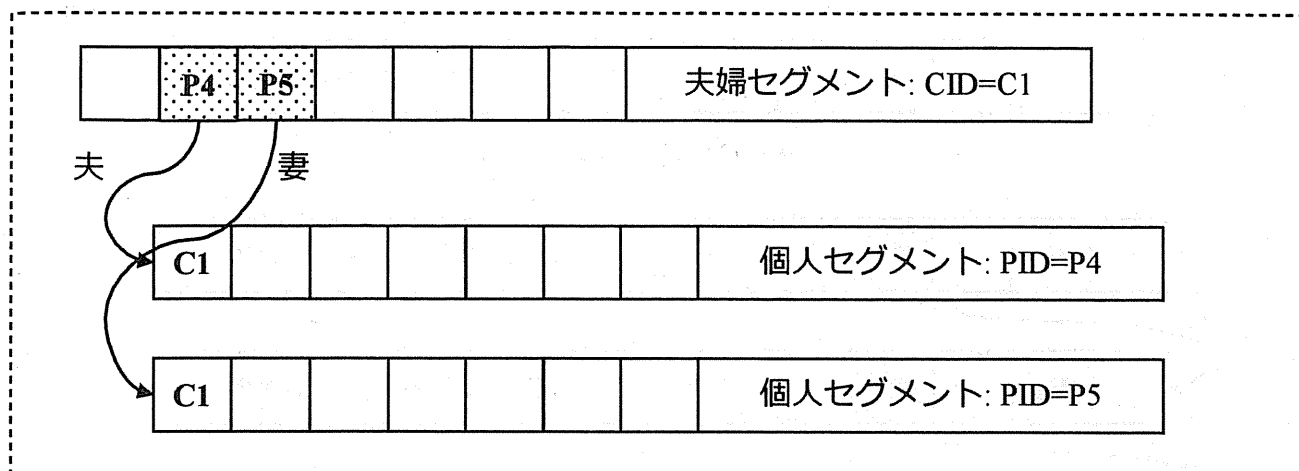 P4 P5 夫婦セグメント: CID=C1
夫 妻
C1 個人セグメント: PID=P4
C1 個人セグメント: PID=P5